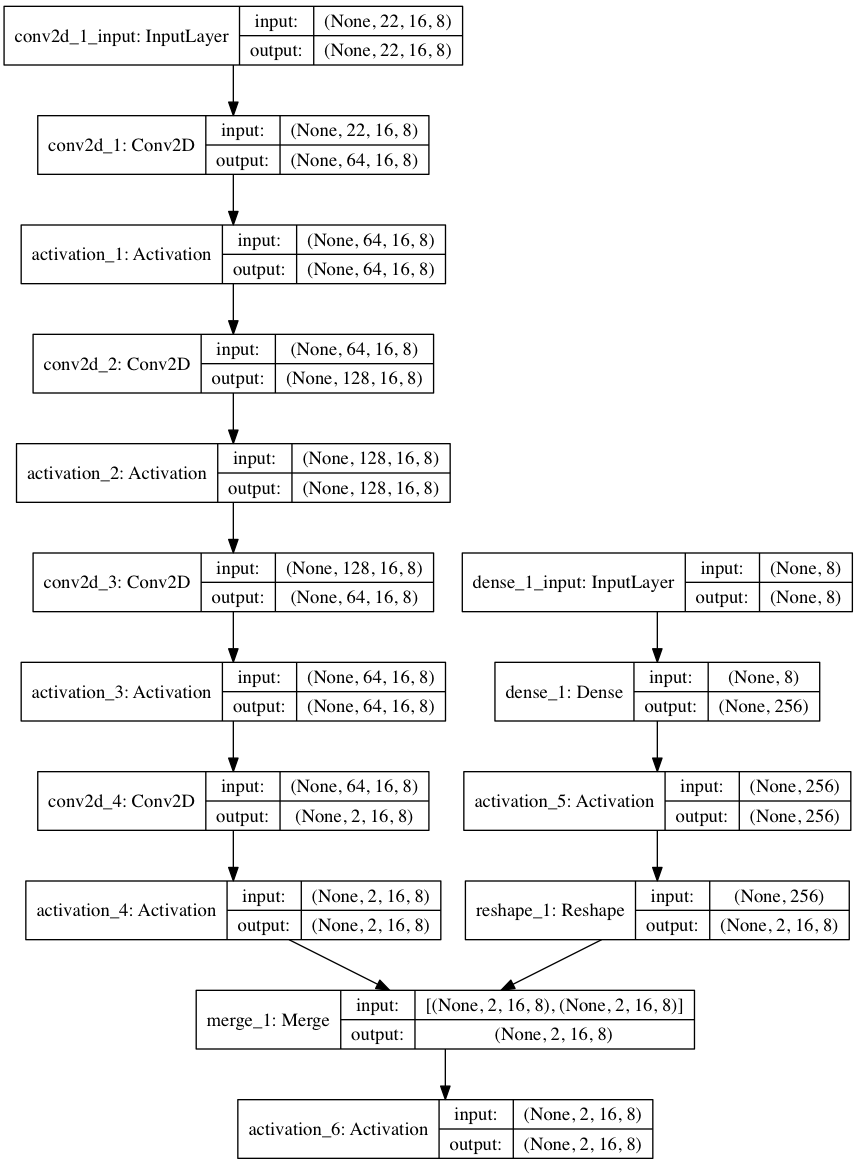 conv2d_1_input: InputLayer
input: (None, 22, 16, 8)
output: (None, 22, 16, 8)
conv2d_1: Conv2D
input: (None, 22, 16, 8)
output: (None, 64, 16, 8)
activation_1: Activation
input: (None, 64, 16, 8)
output: (None, 64, 16, 8)
conv2d_2: Conv2D
input: (None, 64, 16, 8)
output: (None, 128, 16, 8)
activation_2: Activation
input: (None, 128, 16, 8)
output: (None, 128, 16, 8)
conv2d_3: Conv2D
input: (None, 128, 16, 8)
output: (None, 64, 16, 8)
activation_3: Activation
input: (None, 64, 16, 8)
output: (None, 64, 16, 8)
conv2d_4: Conv2D
input: (None, 64, 16, 8)
output: (None, 2, 16, 8)
activation_4: Activation
input: (None, 2, 16, 8)
output: (None, 2, 16, 8)
dense_1_input: InputLayer
input: (None, 8)
output: (None, 8)
dense_1: Dense
input: (None, 8)
output: (None, 256)
activation_5: Activation
input: (None, 256)
output: (None, 256)
reshape_1: Reshape
input: (None, 256)
output: (None, 2, 16, 8)
merge_1: Merge
input: [(None, 2, 16, 8), (None, 2, 16, 8)]
output: (None, 2, 16, 8)
activation_6: Activation
input: (None, 2, 16, 8)
output: (None, 2, 16, 8)